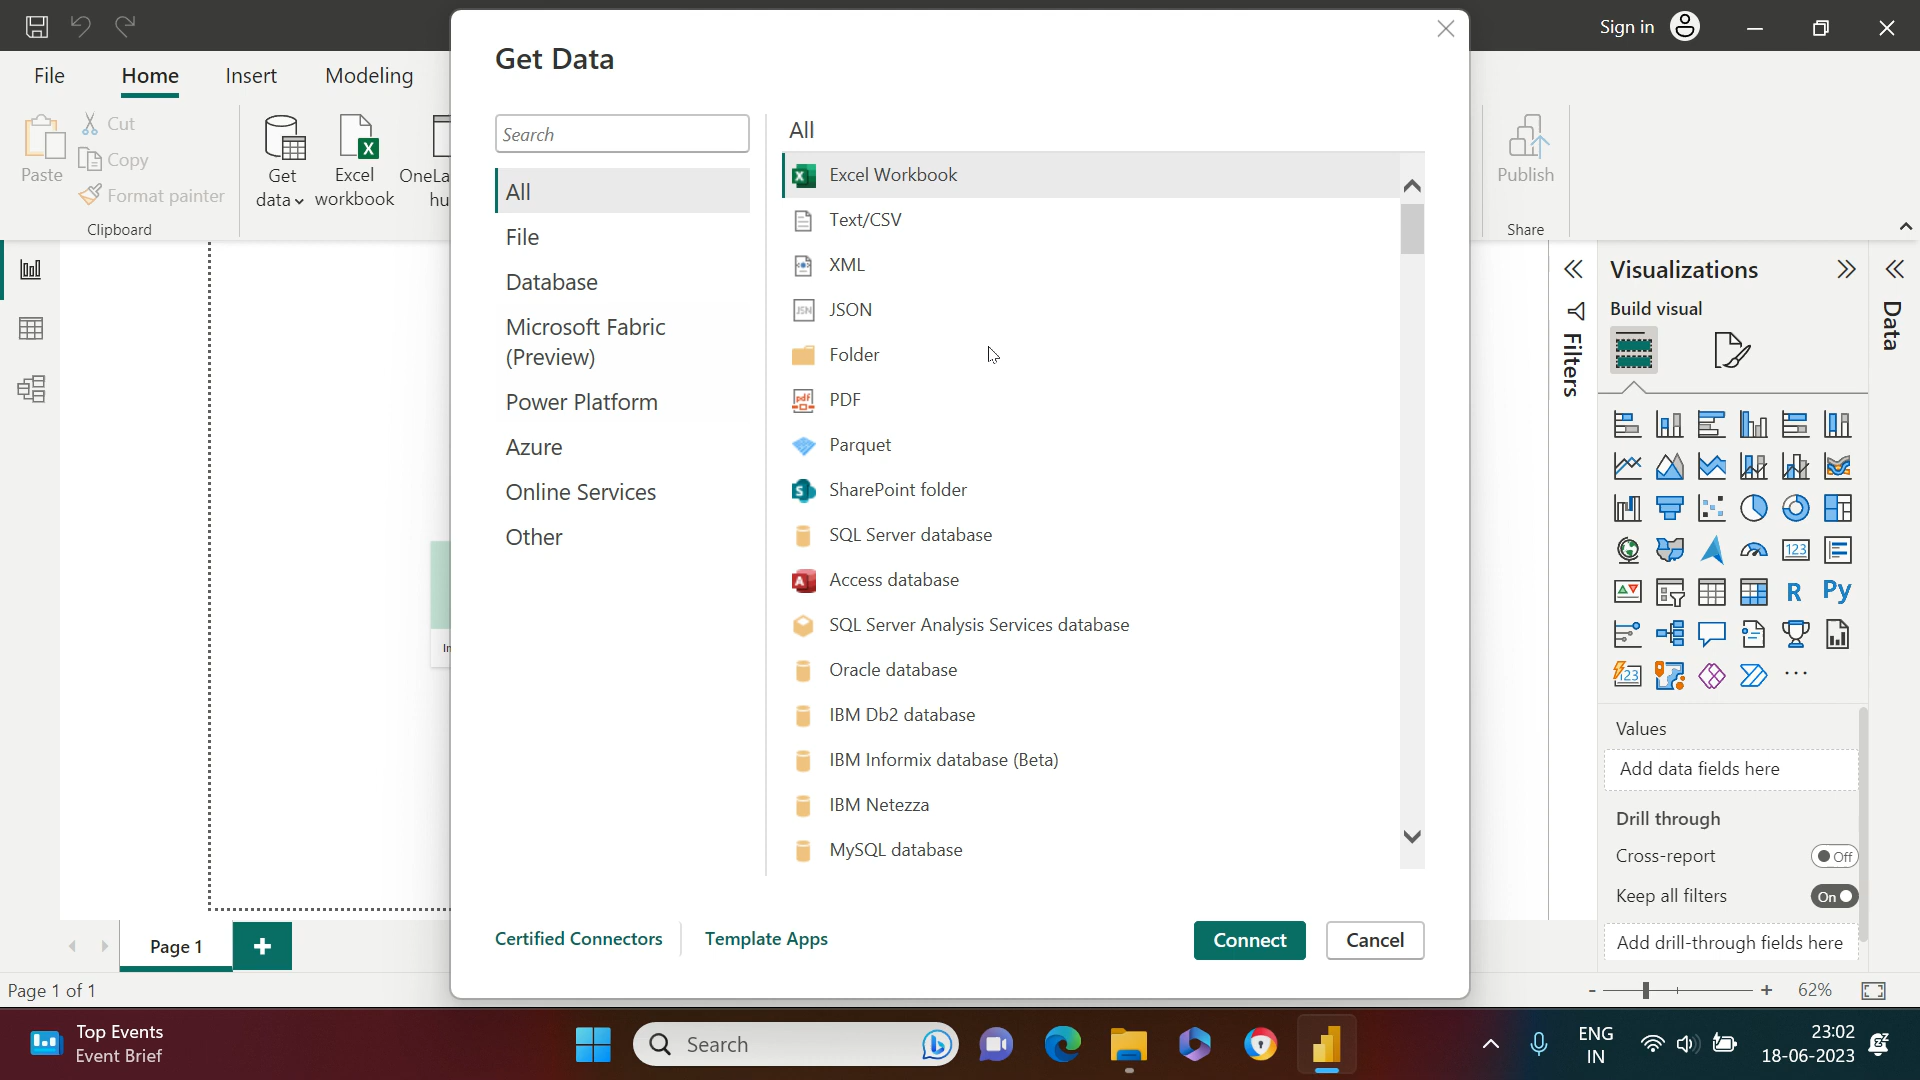 Sign in
File
Home
Insert
Modeling
Paste
Cut
Copy
Format painter
Clipboard
Get data
Excel workbook
OneLa
hu
Get Data
Search
All
File
Database
Microsoft Fabric
(Preview)
Power Platform
Azure
Online Services
Other
All
Excel Workbook
Text/CSV
XML
JSON
Folder
PDF
Parquet
SharePoint folder
SQL Server database
Access database
SQL Server Analysis Services database
Oracle database
IBM Db2 database
IBM Informix database (Beta)
IBM Netezza
MySQL database
Certified Connectors
Template Apps
Connect
Cancel
Publish
Share
Filters
Visualizations
Build visual
Data
123
R
Py
123
Values
Add data fields here
Drill through
Cross-report
Off
Keep all filters
On
Add drill-through fields here
In
Page 1
Page 1 of 1
- + 62%
Top Events
Event Brief
Search
ENG
IN
23:02
18-06-2023